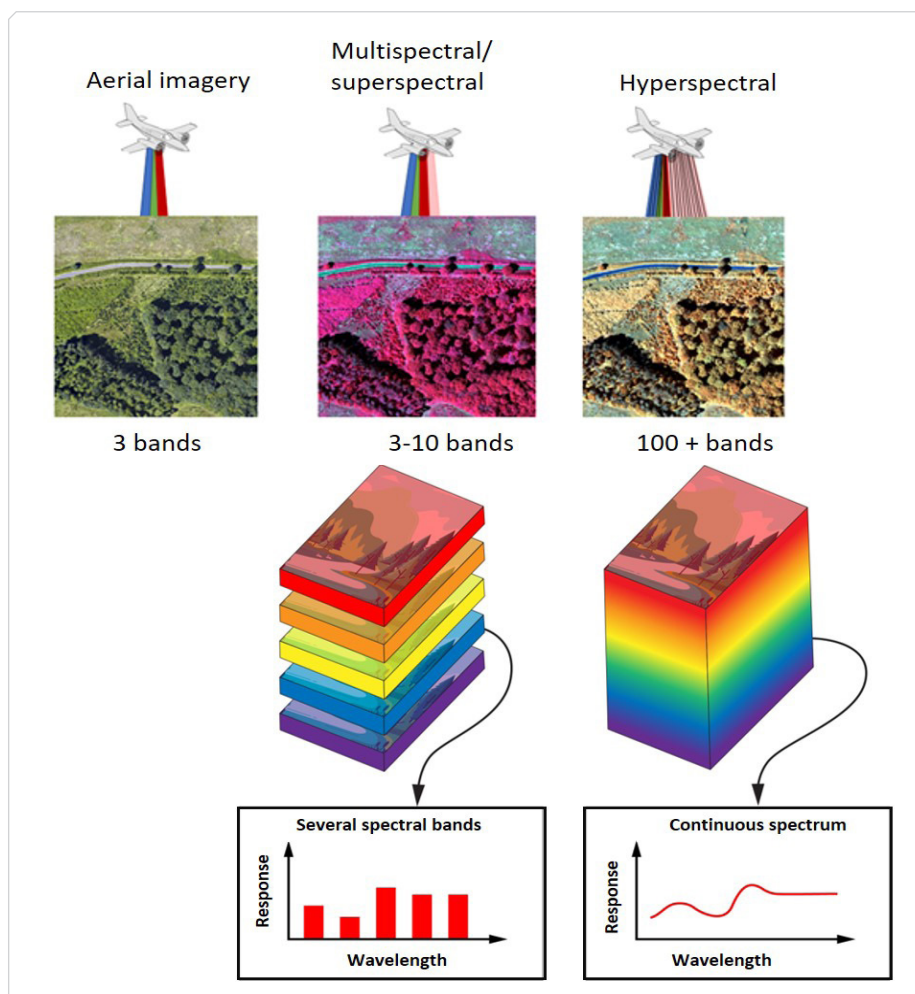 Aerial imagery
Multispectral/
superspectral
Hyperspectral
3 bands
3-10 bands
100 + bands
Several spectral bands
Response
Wavelength
Continuous spectrum
Response
Wavelength